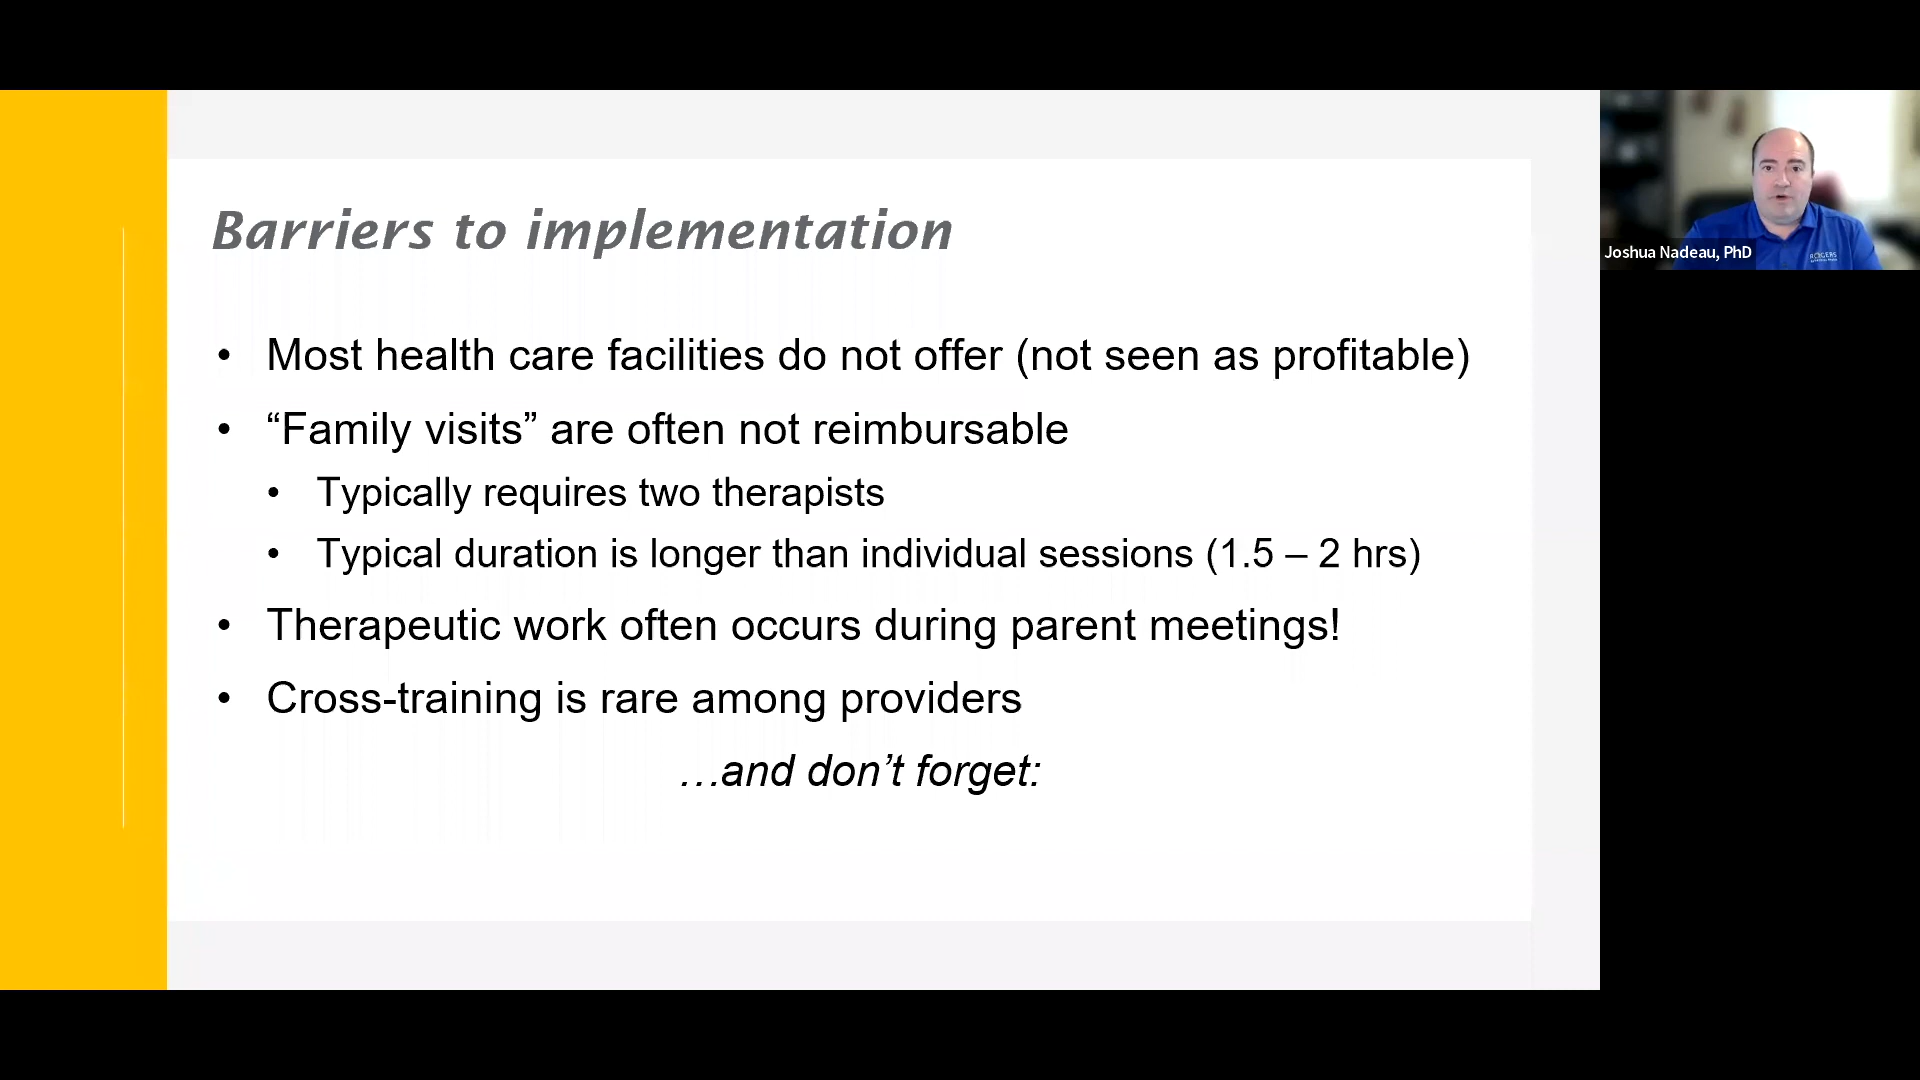 Barriers to implementation
• Most health care facilities do not offer (not seen as profitable)
• “Family visits” are often not reimbursable
• Typically requires two therapists
• Typical duration is longer than individual sessions (1.5 – 2 hrs)
• Therapeutic work often occurs during parent meetings!
• Cross-training is rare among providers
…and don’t forget:
Joshua Nadeau, PhD
ROGERS